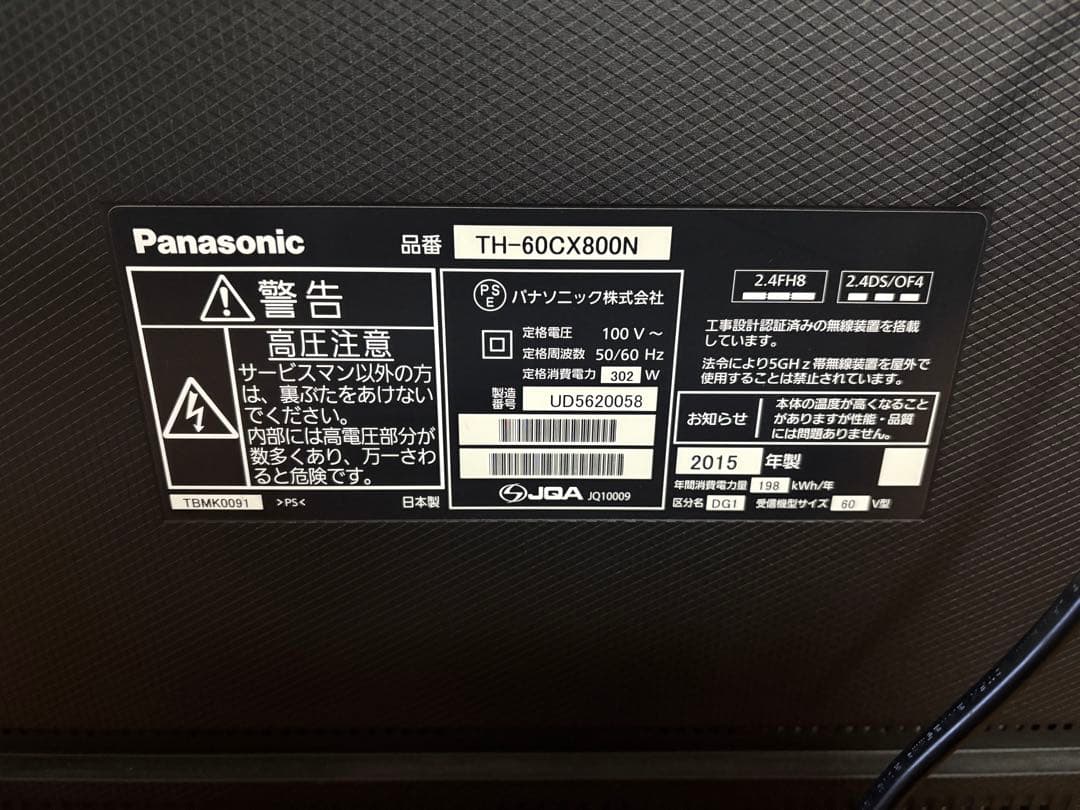 Panasonic
品番 TH-60CX800N
警告
高圧注意
サービスマン以外の方
は、裏ぶたをあけない
でください。
内部には高電圧部分が
数多くあり、万一さわ
ると危険です。
TBMK0091 >PS< 日本製
PSE パナソニック株式会社
定格電圧 100 V ～
定格周波数 50/60 Hz
定格消費電力 302 W
製造番号 UD5620058
JQA JQ10009
2.4FH8 2.4DS/OF4
工事設計認証済みの無線装置を搭載
しています。
法令により5GHz帯無線装置を屋外で
使用することは禁止されています。
お知らせ
本体の温度が高くなること
がありますが性能・品質
には問題ありません。
2015 年製
年間消費電力量 198 kWh/年
区分名 DG1 受信機型サイズ 60 V型